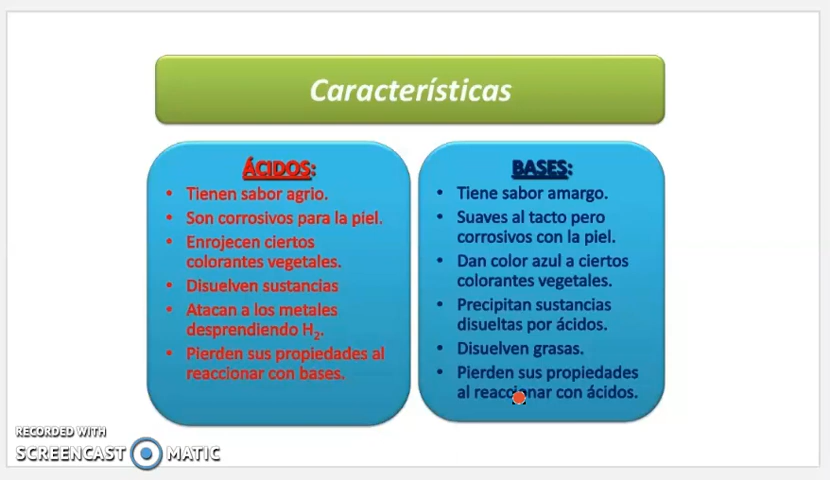 Características
ÁCIDOS:
• Tienen sabor agrio.
• Son corrosivos para la piel.
• Enrojecen ciertos
colorantes vegetales.
• Disuelven sustancias
• Atacan a los metales
desprendiendo H₂.
• Pierden sus propiedades al
reaccionar con bases.
BASES:
• Tiene sabor amargo.
• Suaves al tacto pero
corrosivos con la piel.
• Dan color azul a ciertos
colorantes vegetales.
• Precipitan sustancias
disueltas por ácidos.
• Disuelven grasas.
• Pierden sus propiedades
al reaccionar con ácidos.
RECORDED WITH
SCREENCAST MATIC